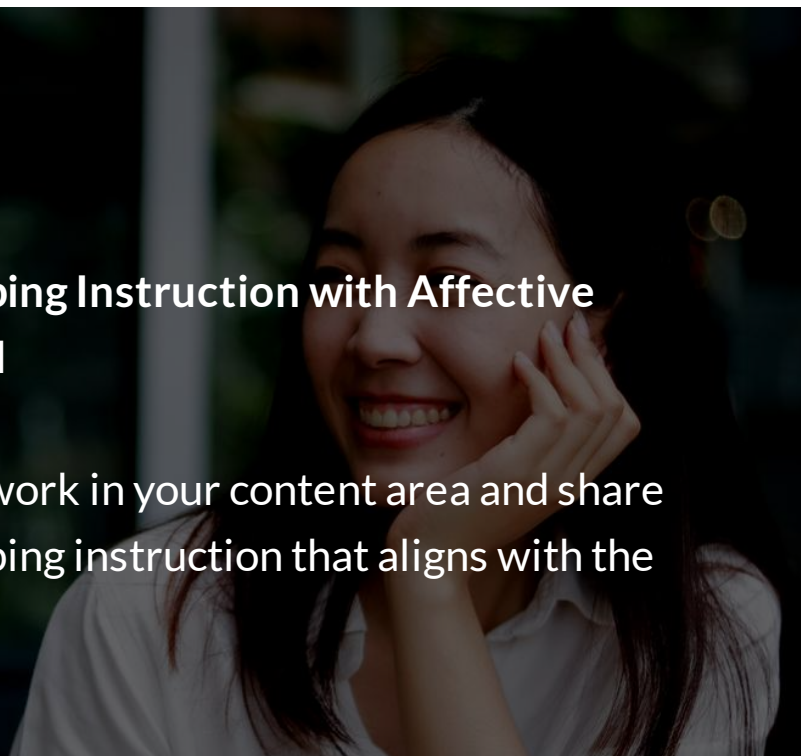 ping Instruction with Affective
work in your content area and share
ping instruction that aligns with the